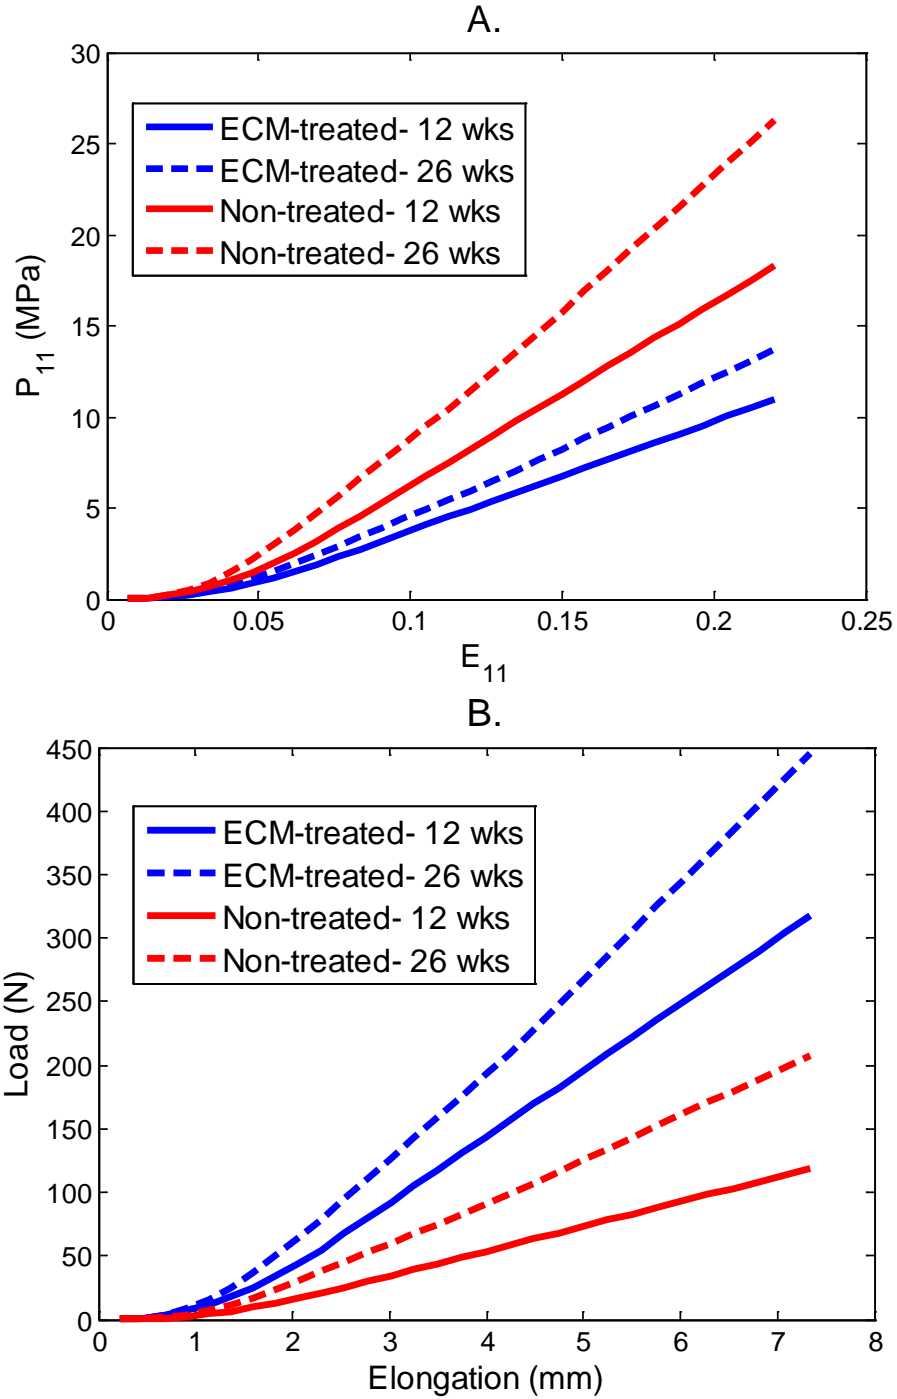 A.
30
25
20
15
10
5
0
P11 (MPa)
ECM-treated- 12 wks
ECM-treated- 26 wks
Non-treated- 12 wks
Non-treated- 26 wks
0 0.05 0.1 0.15 0.2 0.25
E11
B.
450
400
350
300
250
200
150
100
50
0
Load (N)
ECM-treated- 12 wks
ECM-treated- 26 wks
Non-treated- 12 wks
Non-treated- 26 wks
0 1 2 3 4 5 6 7 8
Elongation (mm)